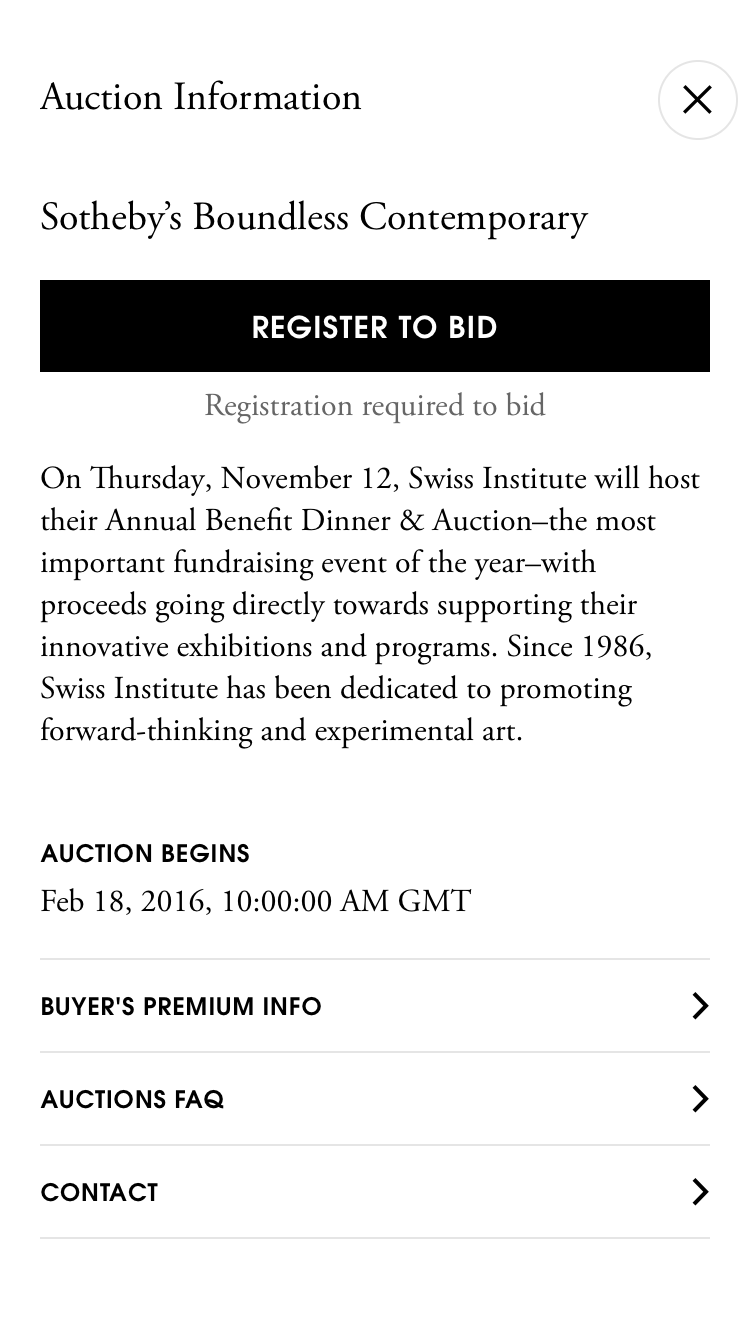 Auction Information
Sotheby’s Boundless Contemporary
REGISTER TO BID
Registration required to bid
On Thursday, November 12, Swiss Institute will host
their Annual Benefit Dinner & Auction–the most
important fundraising event of the year–with
proceeds going directly towards supporting their
innovative exhibitions and programs. Since 1986,
Swiss Institute has been dedicated to promoting
forward-thinking and experimental art.
AUCTION BEGINS
Feb 18, 2016, 10:00:00 AM GMT
BUYER'S PREMIUM INFO
AUCTIONS FAQ
CONTACT